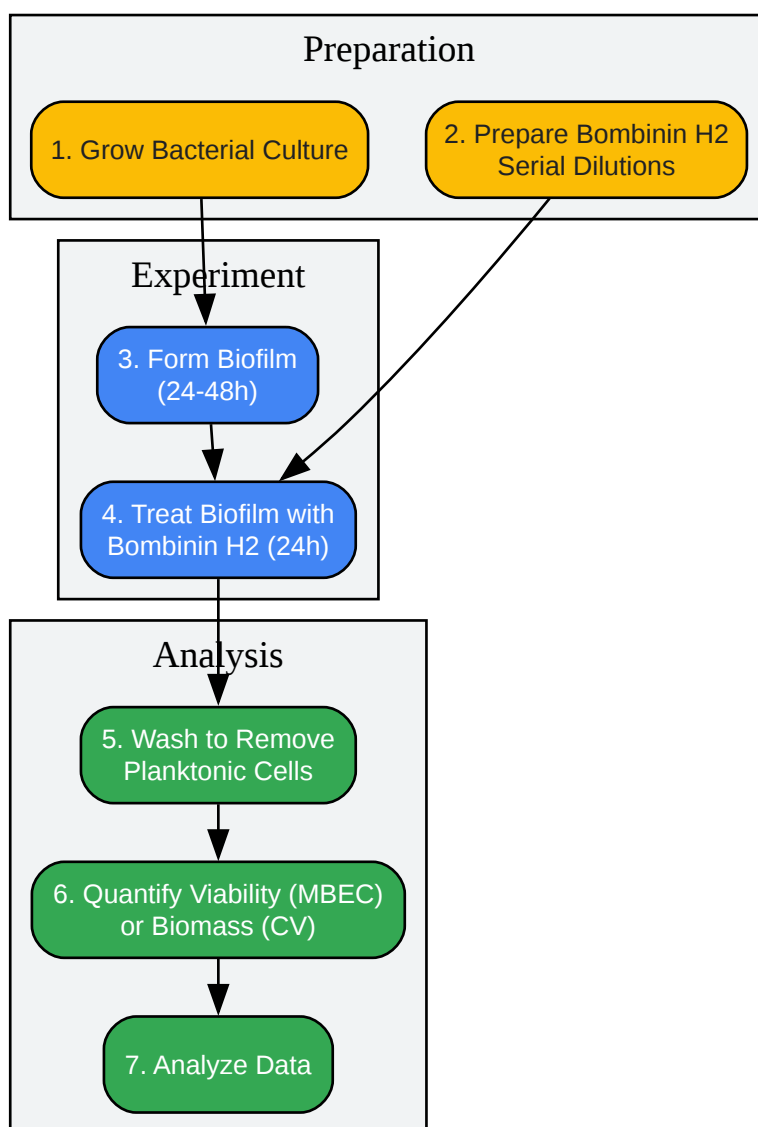 Preparation
1. Grow Bacterial Culture
2. Prepare Bombinin H2
Serial Dilutions
Experiment
3. Form Biofilm
(24-48h)
4. Treat Biofilm with
Bombinin H2 (24h)
Analysis
5. Wash to Remove
Planktonic Cells
6. Quantify Viability (MBEC)
or Biomass (CV)
7. Analyze Data